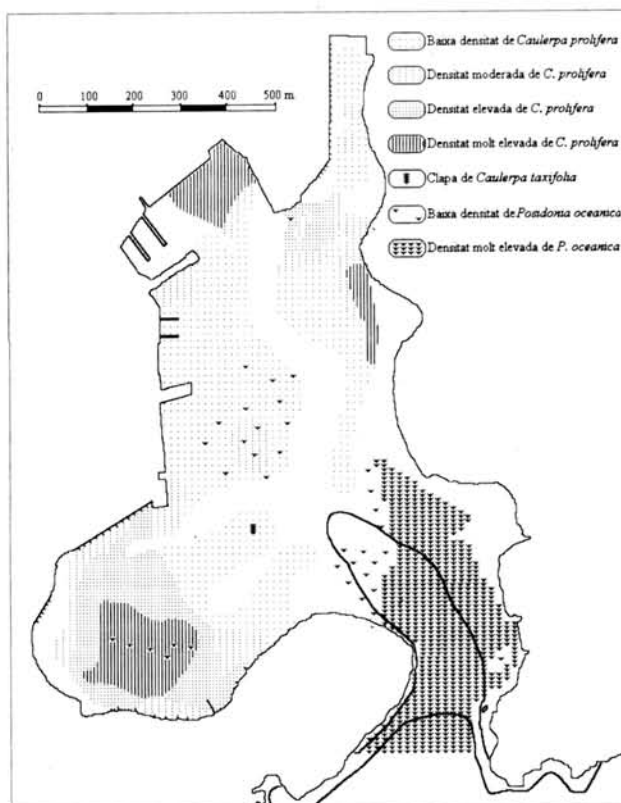 Baixa densitat de Caulerpa prolifera
Densitat moderada de C. prolifera
Densitat elevada de C. prolifera
Densitat molt elevada de C. prolifera
Clapa de Caulerpa taxifolia
Baixa densitat de Posidonia oceanica
Densitat molt elevada de P. oceanica
0 100 200 300 400 500 m